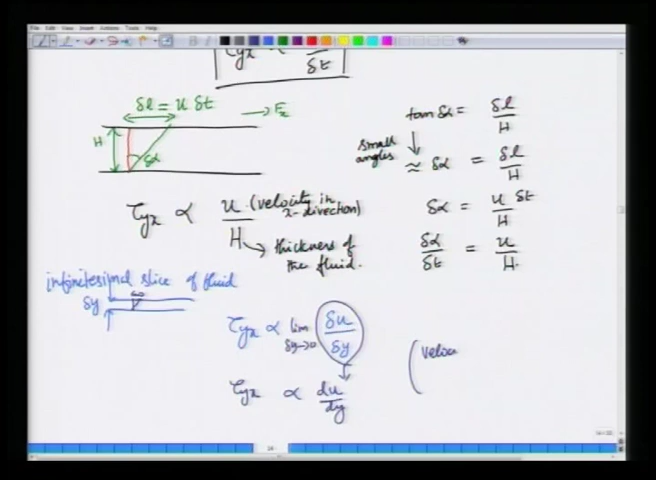 τyx ∝ δα/δt
δl = u δt → Fx
H
δα
tan δα = δl/H
small angles ↓
≈ δα = δl/H
τyx ∝ u/H (velocity in x-direction)
→ thickness of the fluid.
δα = u δt/H
δα/δt = u/H.
infinitesimal slice of fluid
δy
τyx ∝ lim δy→0 δu/δy
τyx ∝ du/dy
(veloc